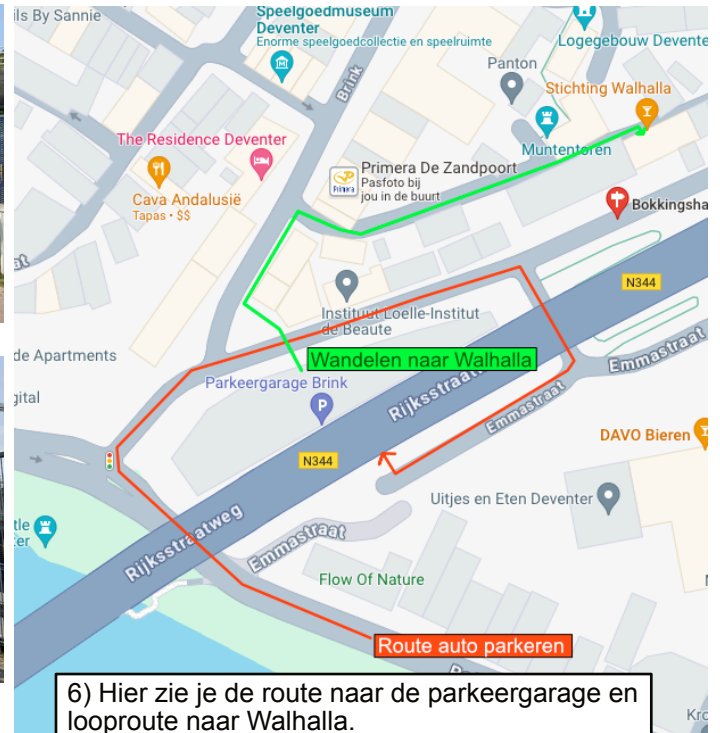 ils By Sannie
Speelgoedmuseum
Deventer
Enorme speelgoedcollectie en speelruimte
Brink
Logegebouw Deventer
Panton
Stichting Walhalla
Muntentoren
The Residence Deventer
Cava Andalusië
Tapas • $$
Primera
Primera De Zandpoort
Pasfoto bij
jou in de buurt
Bokkingsha
N344
Instituut Loelle-Institut
de Beaute
de Apartments
gital
Wandelen naar Walhalla
Parkeergarage Brink
P
Emmastraat
Emmastraat
DAVO Bieren
N344
Uitjes en Eten Deventer
Rijksstraatweg
Emmastraat
Flow Of Nature
Route auto parkeren
6) Hier zie je de route naar de parkeergarage en
looproute naar Walhalla.